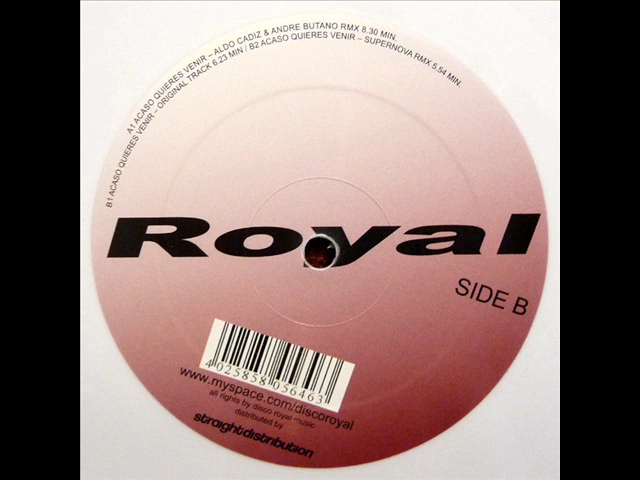 A1 ACASO QUIERES VENIR – ALDO CADIZ & ANDRE BUTANO RMX 8.30 MIN.
B1 ACASO QUIERES VENIR – ORIGINAL TRACK 6.23 MIN / B2 ACASO QUIERES VENIR – SUPERNOVA RMX 5.54 MIN.
Royal
SIDE B
4 025858 056463
www.myspace.com/discoroyal
all rights by disco royal music
distributed by
straightdistribution